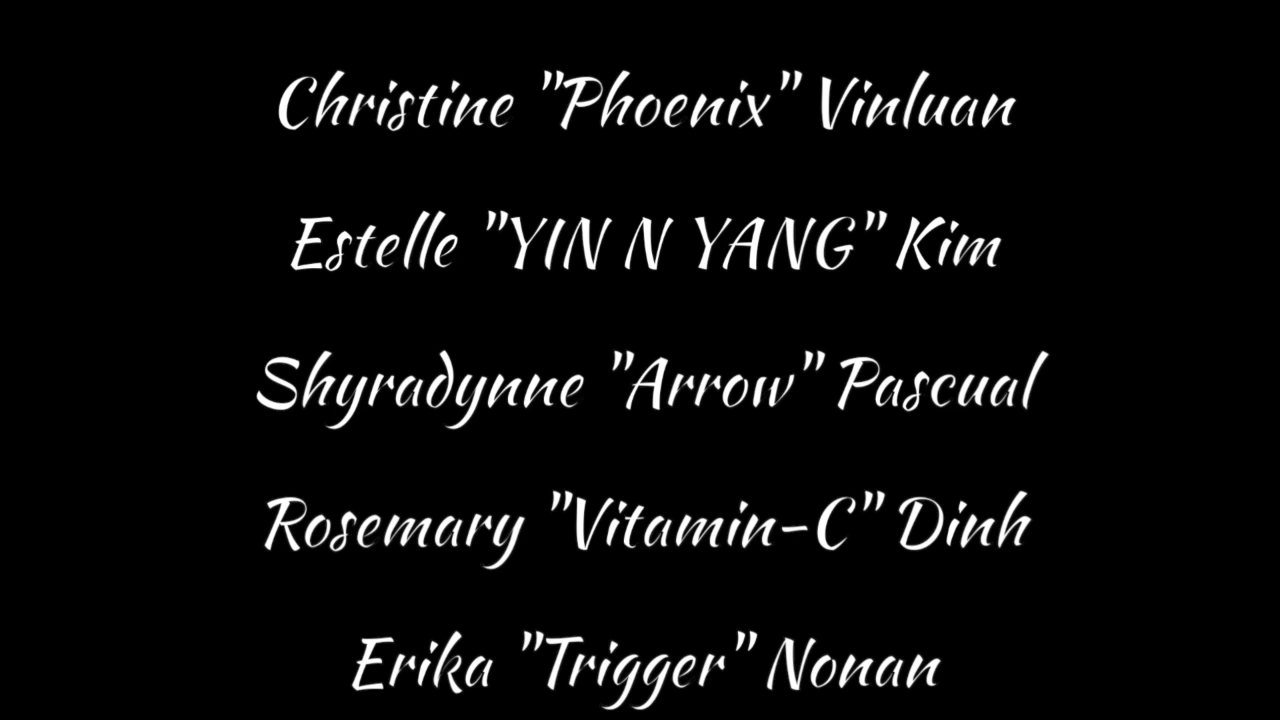 Christine "Phoenix" Vinluan
Estelle "YIN N YANG" Kim
Shyradynne "Arrow" Pascual
Rosemary "Vitamin-C" Dinh
Erika "Trigger" Nonan